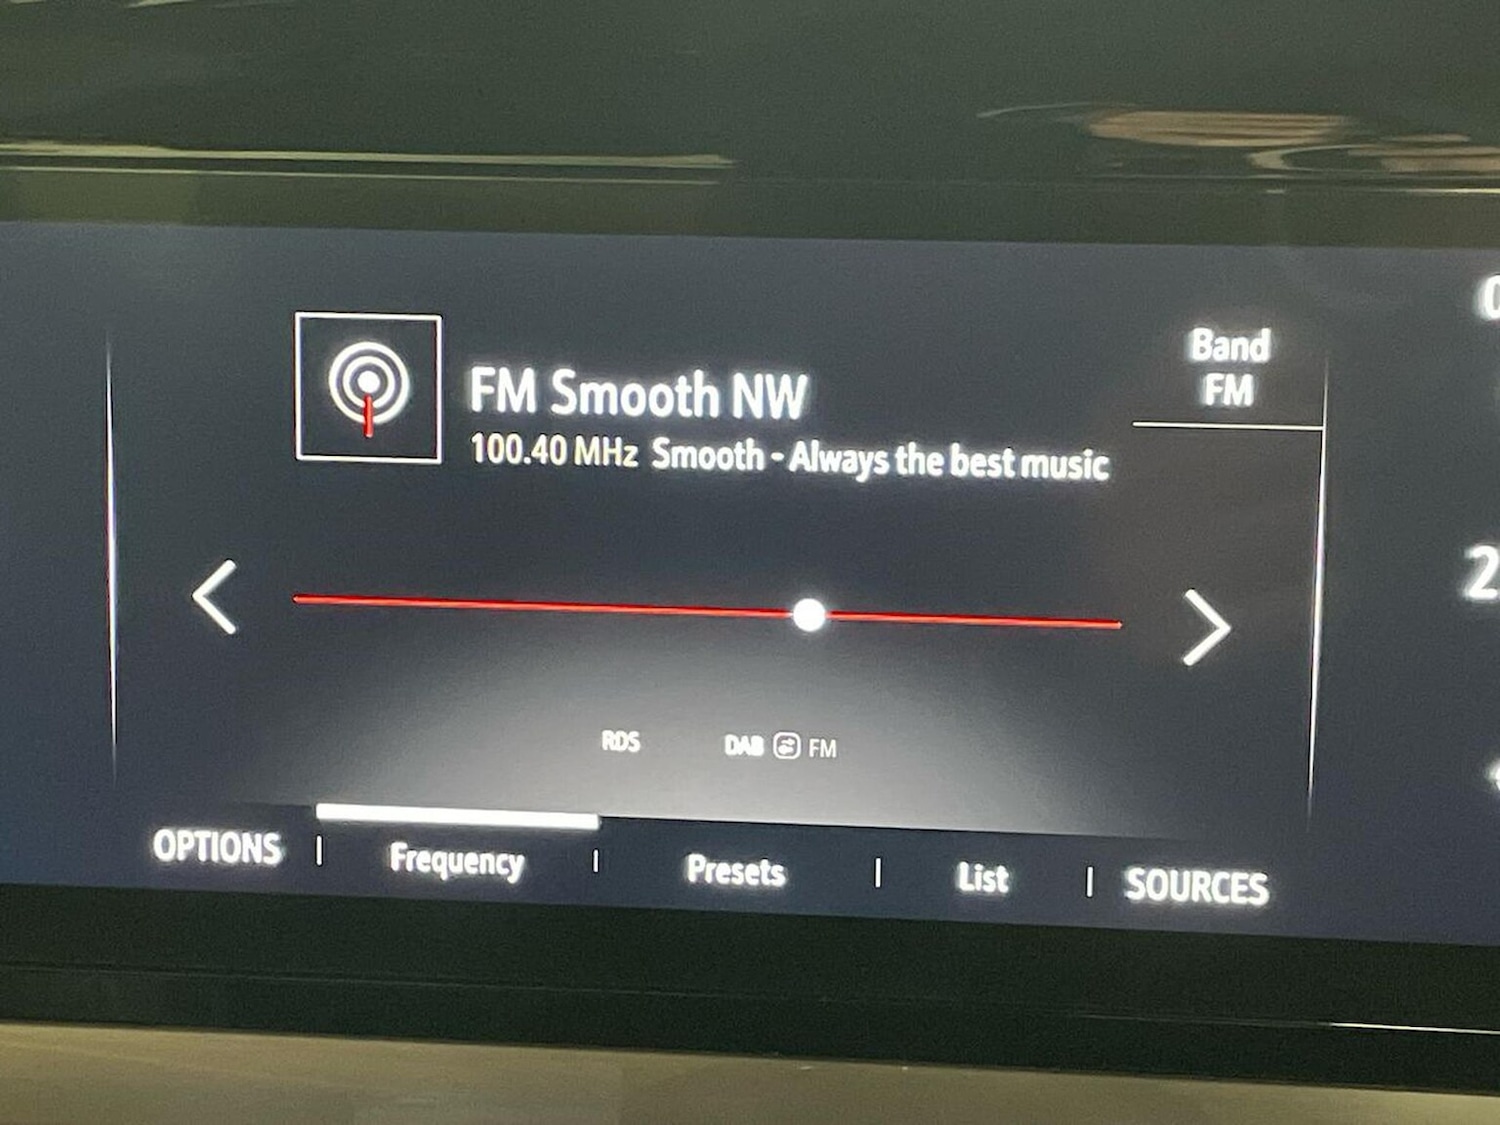 FM Smooth NW
100.40 MHz Smooth - Always the best music
Band
FM
RDS DAB FM
OPTIONS Frequency Presets List SOURCES